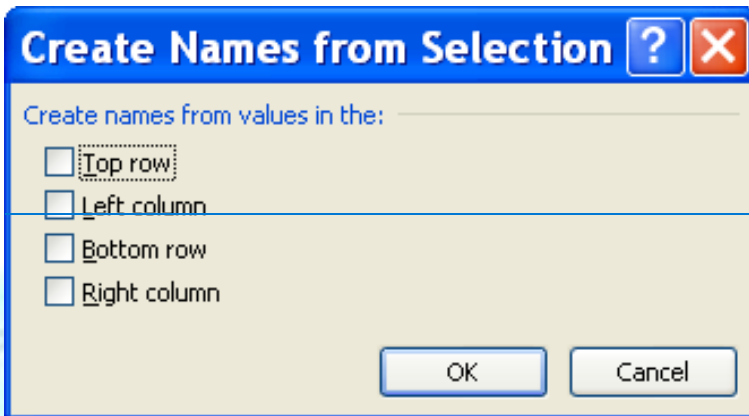 Create Names from Selection ?
Create names from values in the:
Top row
Left column
Bottom row
Right column
OK Cancel